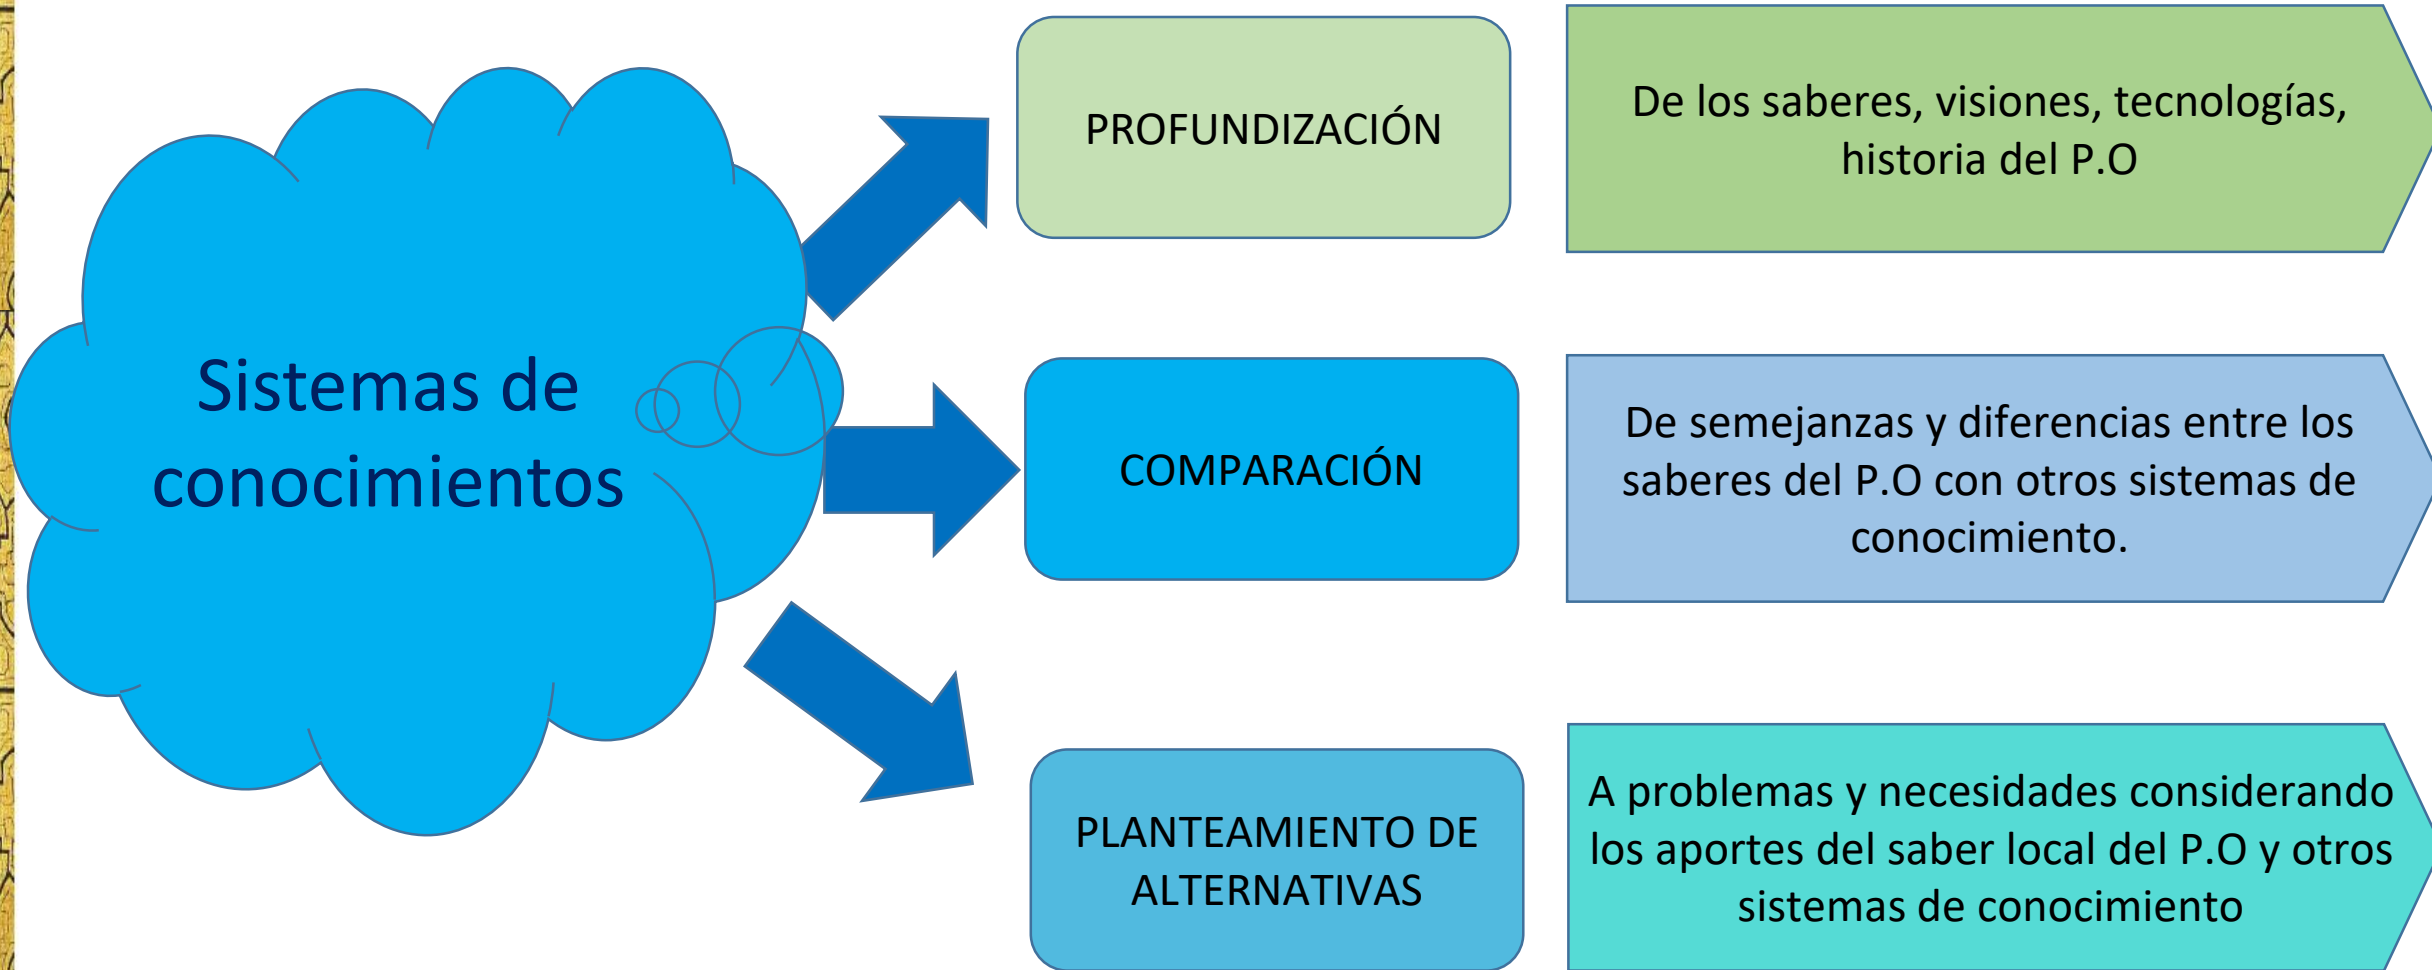 Sistemas de
conocimientos
PROFUNDIZACIÓN
De los saberes, visiones, tecnologías,
historia del P.O
COMPARACIÓN
De semejanzas y diferencias entre los
saberes del P.O con otros sistemas de
conocimiento.
PLANTEAMIENTO DE
ALTERNATIVAS
A problemas y necesidades considerando
los aportes del saber local del P.O y otros
sistemas de conocimiento